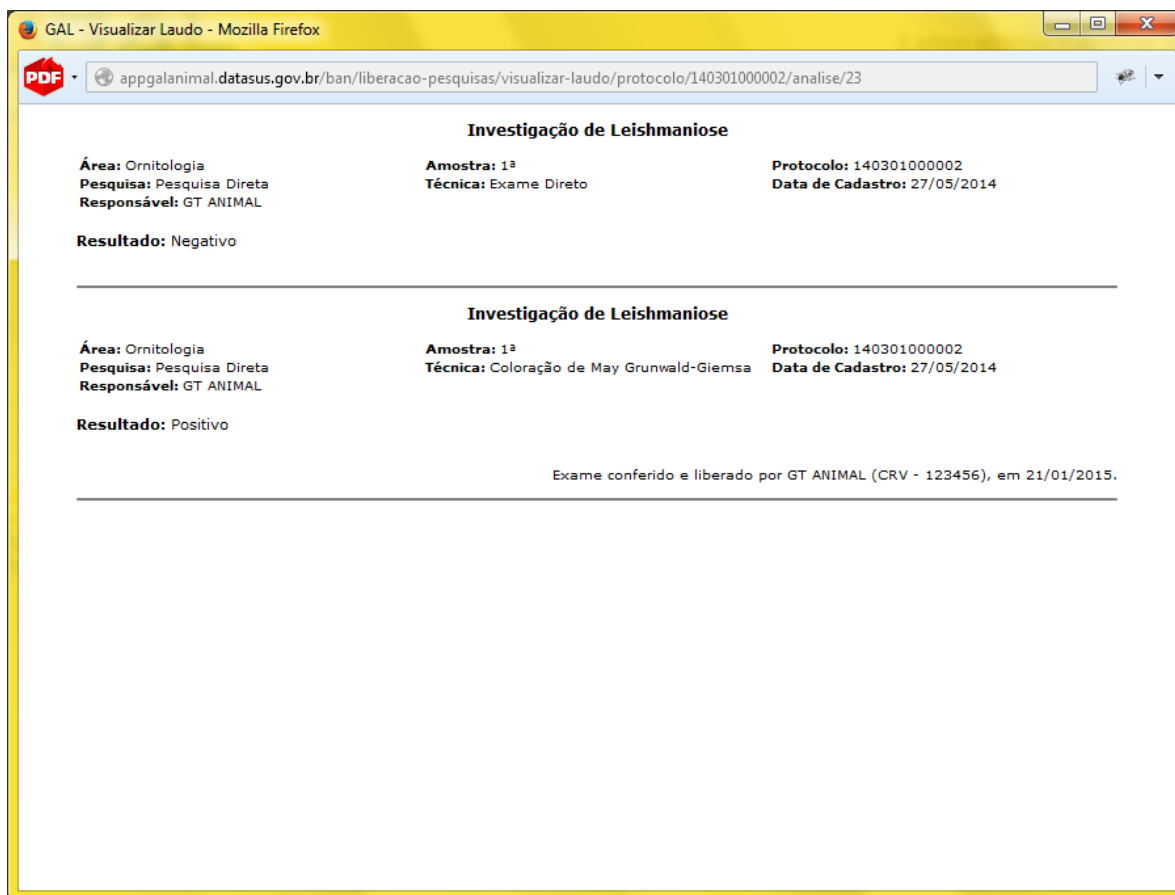 GAL - Visualizar Laudo - Mozilla Firefox
PDF
appgalanimal.datasus.gov.br/ban/liberacao-pesquisas/visualizar-laudo/protocolo/140301000002/analise/23
Investigação de Leishmaniose
Área: Ornitologia Amostra: 1ª Protocolo: 140301000002
Pesquisa: Pesquisa Direta Técnica: Exame Direto Data de Cadastro: 27/05/2014
Responsável: GT ANIMAL
Resultado: Negativo
Investigação de Leishmaniose
Área: Ornitologia Amostra: 1ª Protocolo: 140301000002
Pesquisa: Pesquisa Direta Técnica: Coloração de May Grunwald-Giemsa Data de Cadastro: 27/05/2014
Responsável: GT ANIMAL
Resultado: Positivo
Exame conferido e liberado por GT ANIMAL (CRV - 123456), em 21/01/2015.